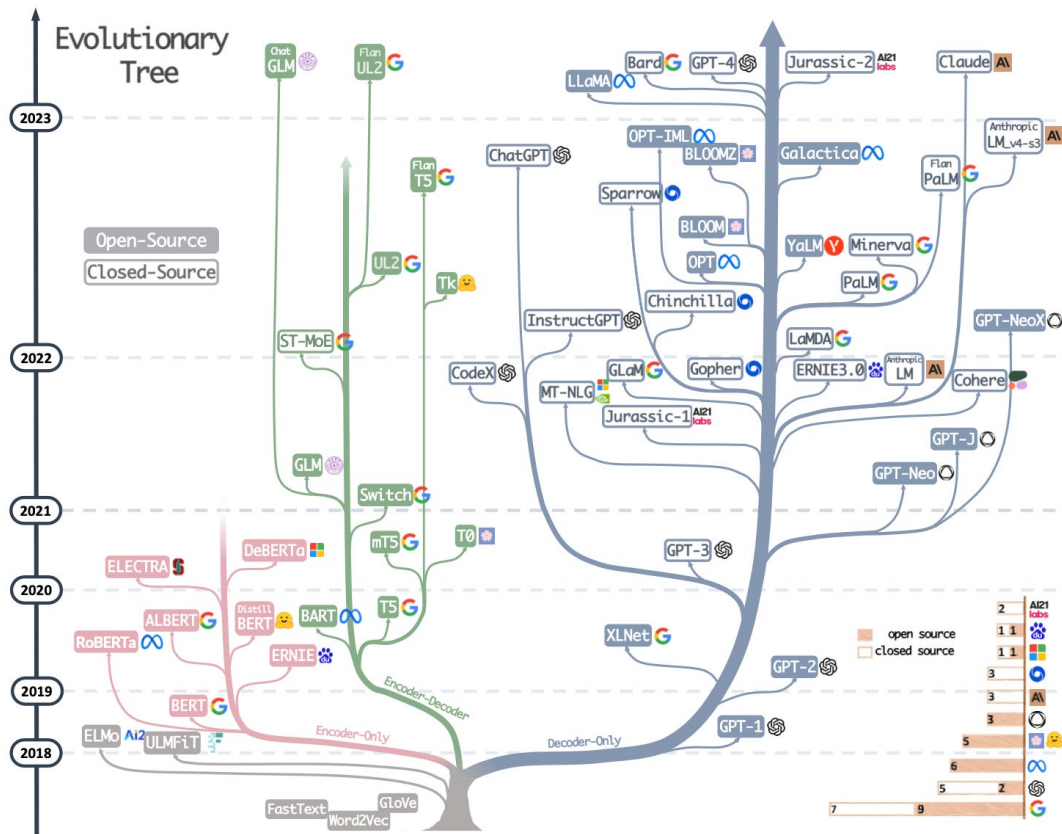 Evolutionary
Tree
Chat
GLM
Flan
UL2
Bard
GPT-4
Jurassic-2
AI21
labs
Claude
A\
LLaMA
2023
OPT-IML
BLOOMZ
ChatGPT
Galactica
Anthropic
LM_v4-s3
A\
Flan
T5
Flan
PaLM
Sparrow
Open-Source
Closed-Source
BLOOM
YaLM
Y
Minerva
UL2
OPT
Tk
PaLM
Chinchilla
InstructGPT
GPT-NeoX
ST-MoE
LaMDA
2022
CodeX
GLaM
Gopher
ERNIE3.0
du
Anthropic
LM
A\
Cohere
MT-NLG
Jurassic-1
AI21
labs
GPT-J
GLM
GPT-Neo
Switch
2021
DeBERTa
mT5
T0
GPT-3
ELECTRA
2020
Distill
BERT
ALBERT
BART
T5
2
AI21
labs
RoBERTa
XLNet
open source
1
1
du
ERNIE
du
closed source
1
1
GPT-2
3
2019
Encoder-Decoder
3
A\
BERT
GPT-1
3
ELMo
Ai2
ULMFiT
Encoder-Only
Decoder-Only
5
2018
6
5
2
GloVe
FastText
Word2Vec
7
9